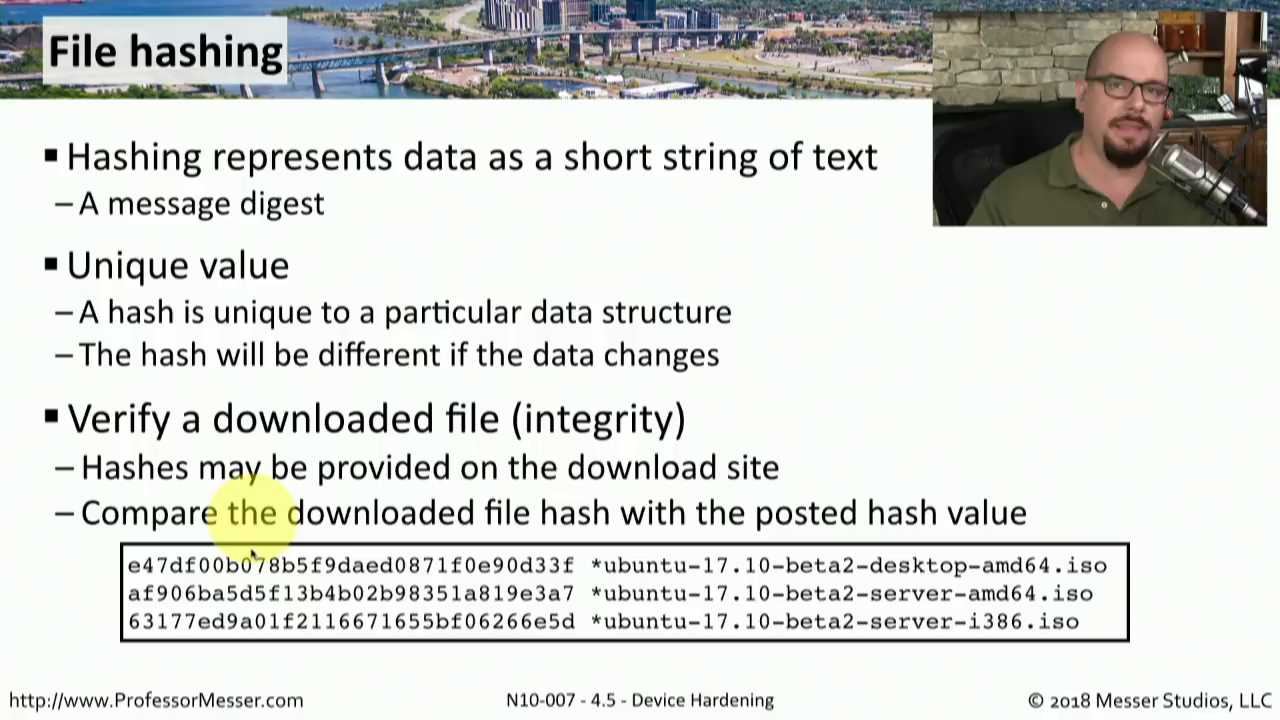 File hashing
▪ Hashing represents data as a short string of text
– A message digest
▪ Unique value
– A hash is unique to a particular data structure
– The hash will be different if the data changes
▪ Verify a downloaded file (integrity)
– Hashes may be provided on the download site
– Compare the downloaded file hash with the posted hash value
e47df00b078b5f9daed0871f0e90d33f *ubuntu-17.10-beta2-desktop-amd64.iso
af906ba5d5f13b4b02b98351a819e3a7 *ubuntu-17.10-beta2-server-amd64.iso
63177ed9a01f2116671655bf06266e5d *ubuntu-17.10-beta2-server-i386.iso
http://www.ProfessorMesser.com
N10-007 - 4.5 - Device Hardening
© 2018 Messer Studios, LLC